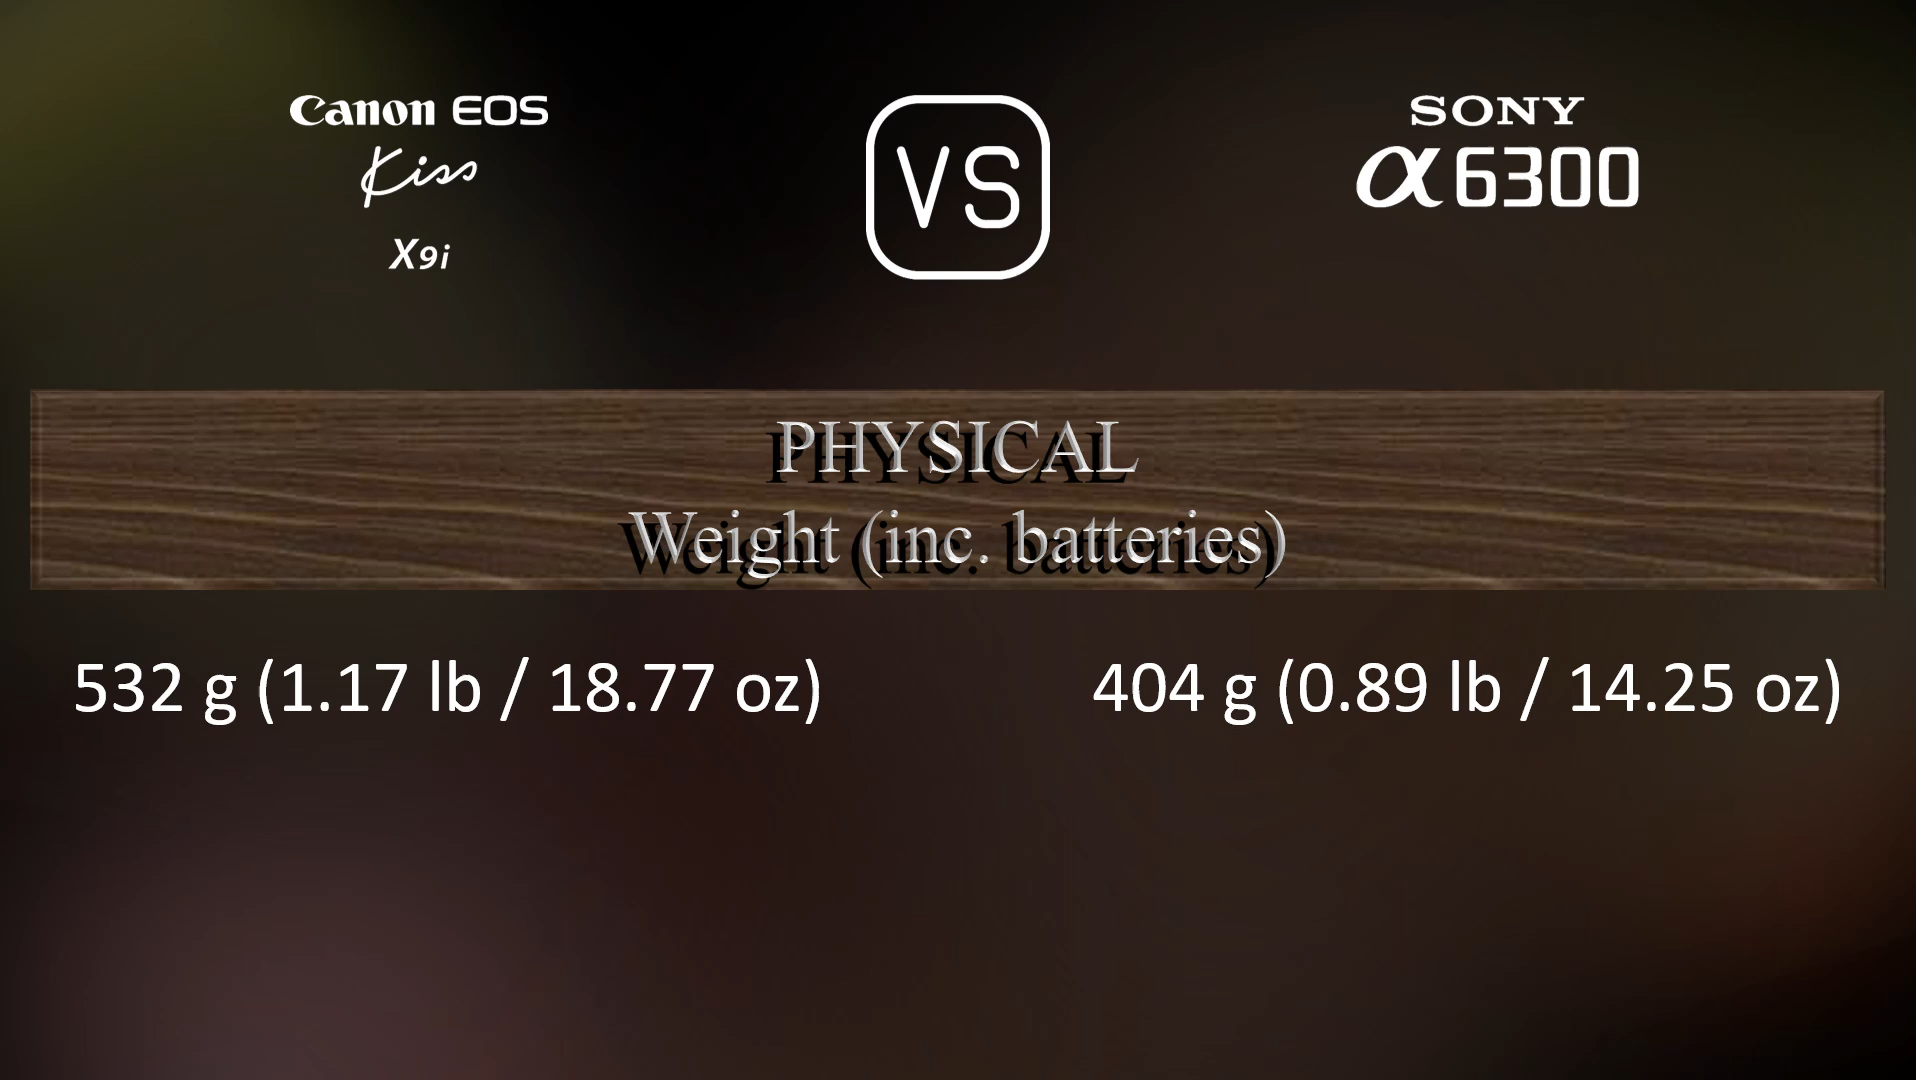 Canon EOS
Kiss
X9i
VS
SONY
α6300
PHYSICAL
Weight (inc. batteries)
532 g (1.17 lb / 18.77 oz)
404 g (0.89 lb / 14.25 oz)